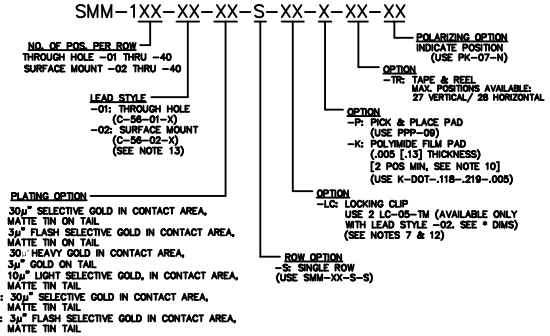 SMM-1XX-XX-XX-S-XX-X-XX-XX
NO. OF POS. PER ROW
THROUGH HOLE -01 THRU -40
SURFACE MOUNT -02 THRU -40
LEAD STYLE
-01: THROUGH HOLE
(C-56-01-X)
-02: SURFACE MOUNT
(C-56-02-X)
(SEE NOTE 13)
PLATING OPTION
30µ" SELECTIVE GOLD IN CONTACT AREA,
MATTE TIN ON TAIL
3µ" FLASH SELECTIVE GOLD IN CONTACT AREA,
MATTE TIN ON TAIL
30µ" HEAVY GOLD IN CONTACT AREA,
3µ" GOLD ON TAIL
10µ" LIGHT SELECTIVE GOLD, IN CONTACT AREA,
MATTE TIN TAIL
: 30µ" SELECTIVE GOLD IN CONTACT AREA,
MATTE TIN TAIL
: 3µ" FLASH SELECTIVE GOLD IN CONTACT AREA,
MATTE TIN TAIL
POLARIZING OPTION
INDICATE POSITION
(USE PK-07-N)
OPTION
-TR: TAPE & REEL
MAX. POSITIONS AVAILABLE:
27 VERTICAL/ 28 HORIZONTAL
OPTION
-P: PICK & PLACE PAD
(USE PPP-09)
-K: POLYIMIDE FILM PAD
(.005 [.13] THICKNESS)
[2 POS MIN, SEE NOTE 10]
(USE K-DOT-.118-.219-.005)
OPTION
-LC: LOCKING CLIP
USE 2 LC-05-TM (AVAILABLE ONLY
WITH LEAD STYLE -02. SEE * DIMS)
(SEE NOTES 7 & 12)
ROW OPTION
-S: SINGLE ROW
(USE SMM-XX-S-S)